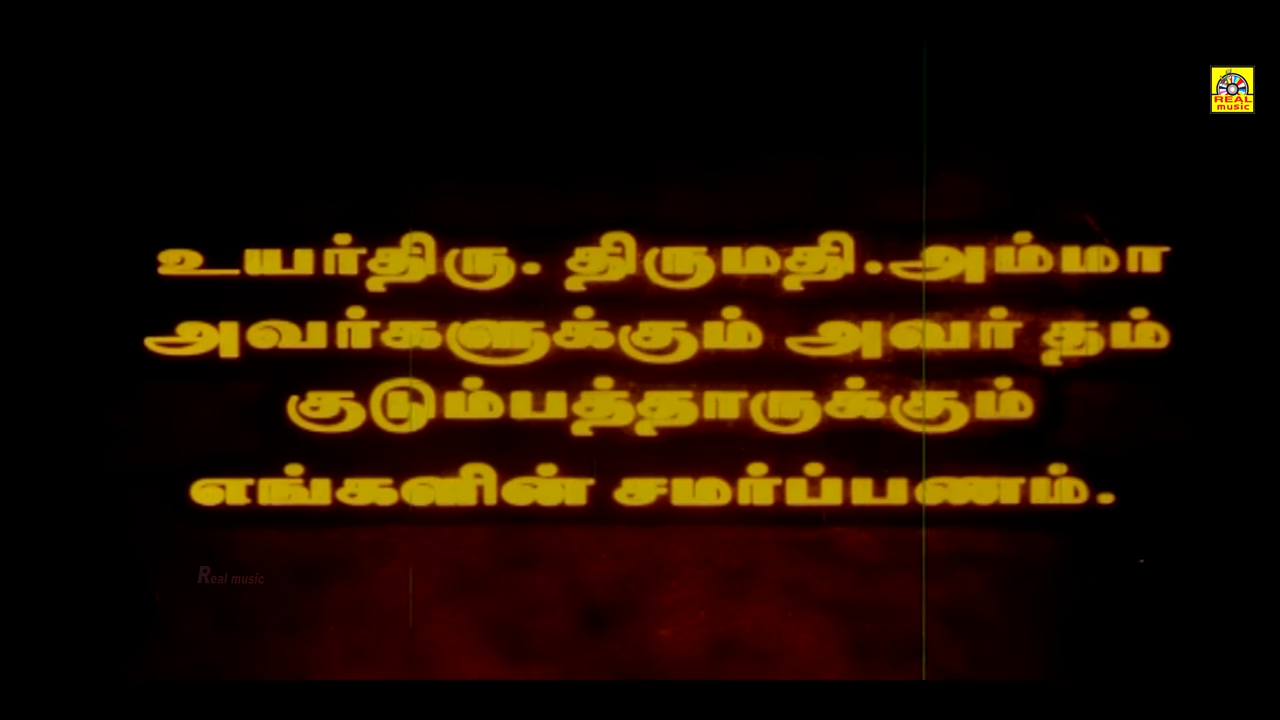 REAL
music
உயர்திரு. திருமதி.அம்மா
அவர்களுக்கும் அவர் தம்
குடும்பத்தாருக்கும்
எங்களின் சமர்ப்பணம்.
Real music